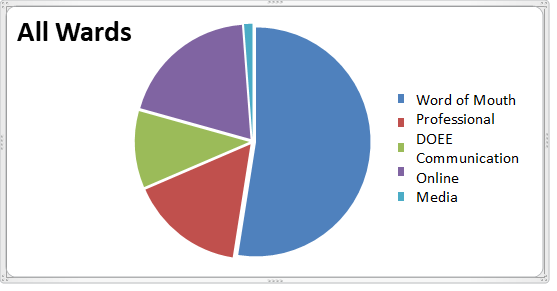 All Wards
Word of Mouth
Professional
DOEE
Communication
Online
Media